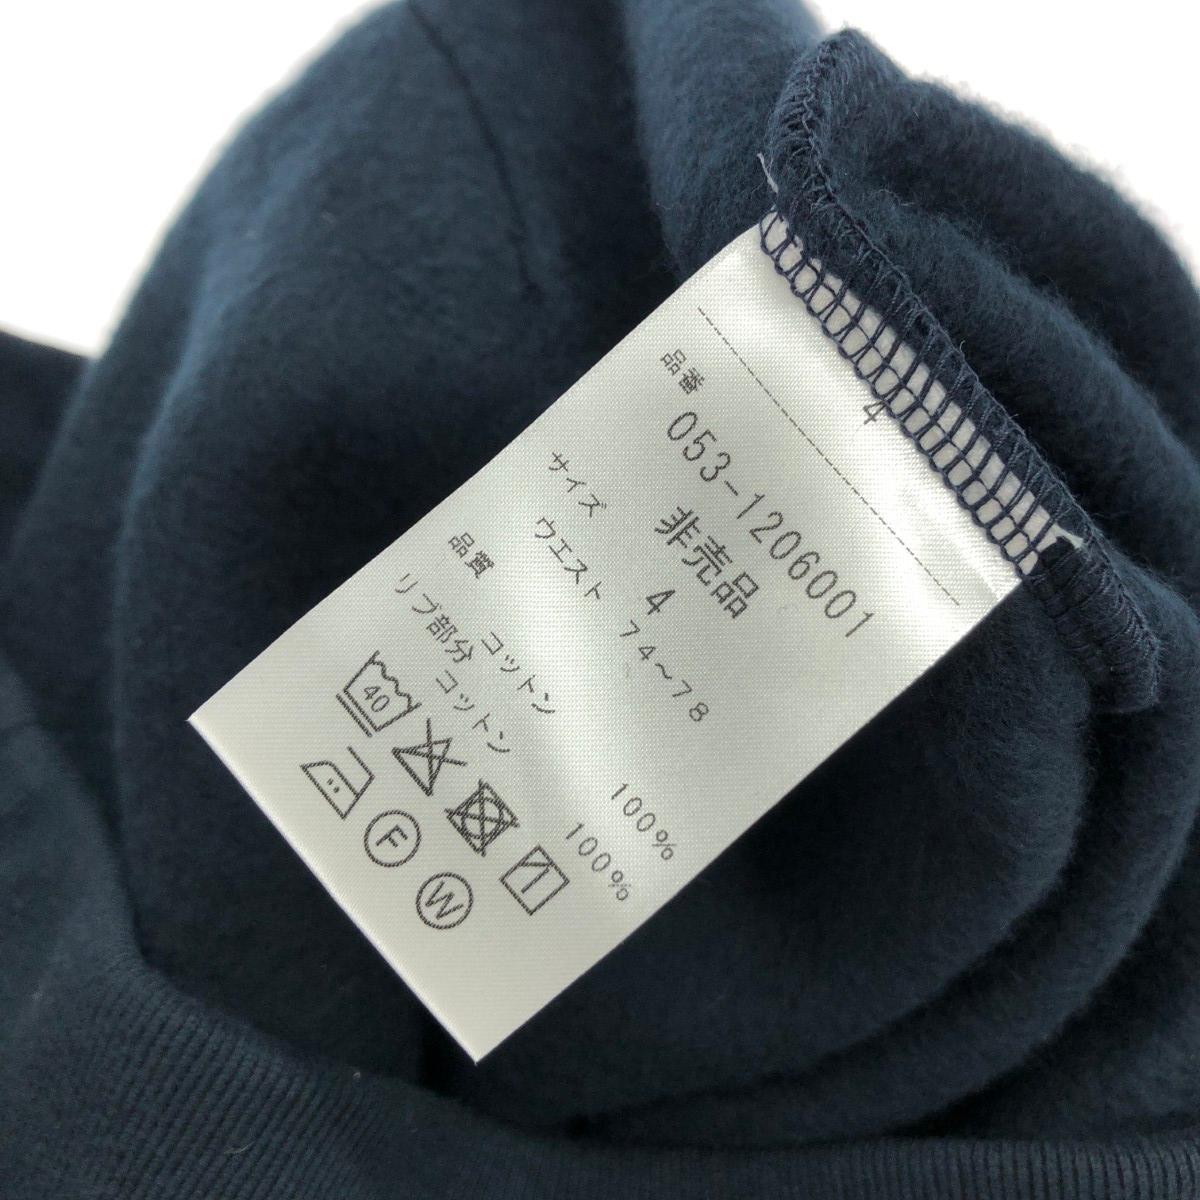 4
品番
053-1206001
非売品
サイズ 4
ウエスト 74~78
品質 コットン 100%
リブ部分 コットン 100%
40
F
W